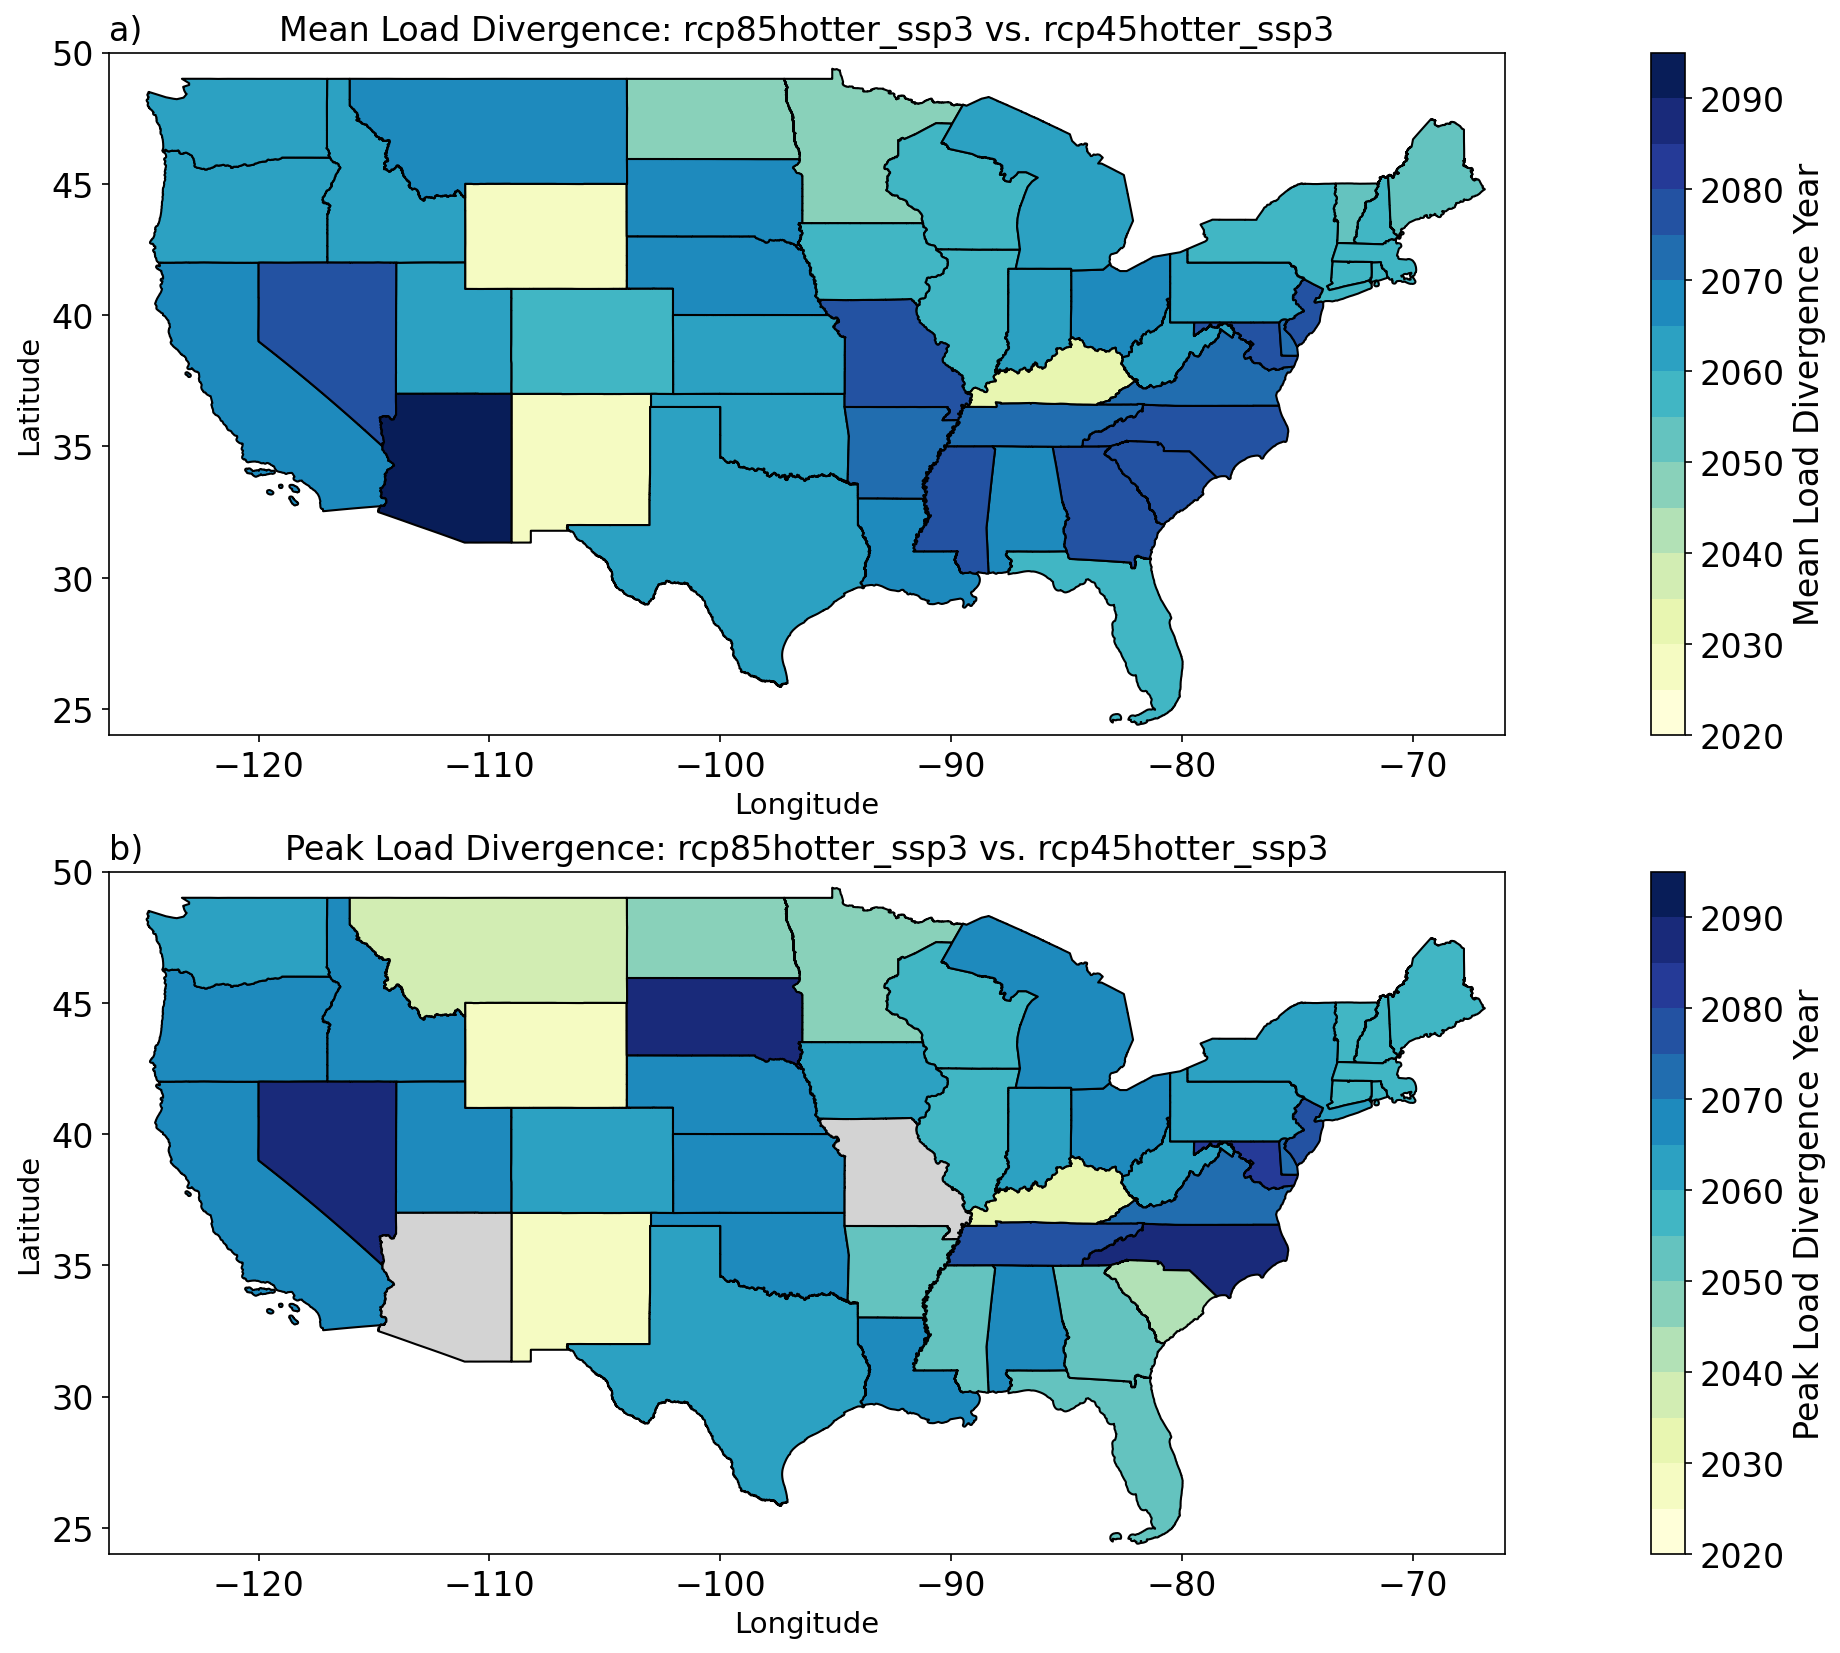 a) Mean Load Divergence: rcp85hotter_ssp3 vs. rcp45hotter_ssp3
50
45
40
35
30
25
Latitude
−120 −110 −100 −90 −80 −70
Longitude
2090
2080
2070
2060
2050
2040
2030
2020
Mean Load Divergence Year
b) Peak Load Divergence: rcp85hotter_ssp3 vs. rcp45hotter_ssp3
50
45
40
35
30
25
Latitude
−120 −110 −100 −90 −80 −70
Longitude
2090
2080
2070
2060
2050
2040
2030
2020
Peak Load Divergence Year